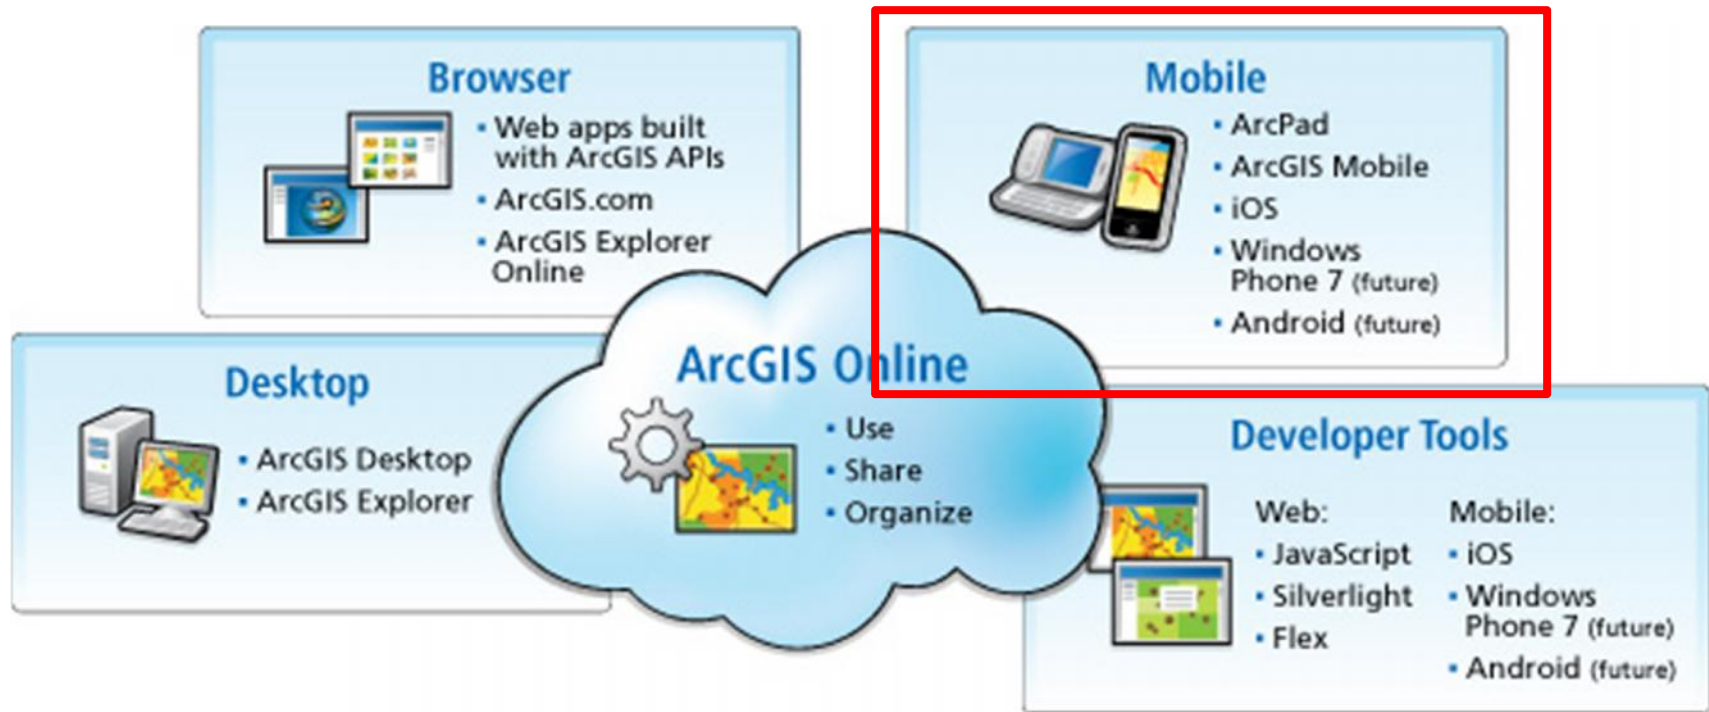 Browser
▪ Web apps built
with ArcGIS APIs
▪ ArcGIS.com
▪ ArcGIS Explorer
Online
Mobile
▪ ArcPad
▪ ArcGIS Mobile
▪ iOS
▪ Windows
Phone 7 (future)
▪ Android (future)
Desktop
▪ ArcGIS Desktop
▪ ArcGIS Explorer
ArcGIS Online
▪ Use
▪ Share
▪ Organize
Developer Tools
Web:
▪ JavaScript
▪ Silverlight
▪ Flex
Mobile:
▪ iOS
▪ Windows
Phone 7 (future)
▪ Android (future)